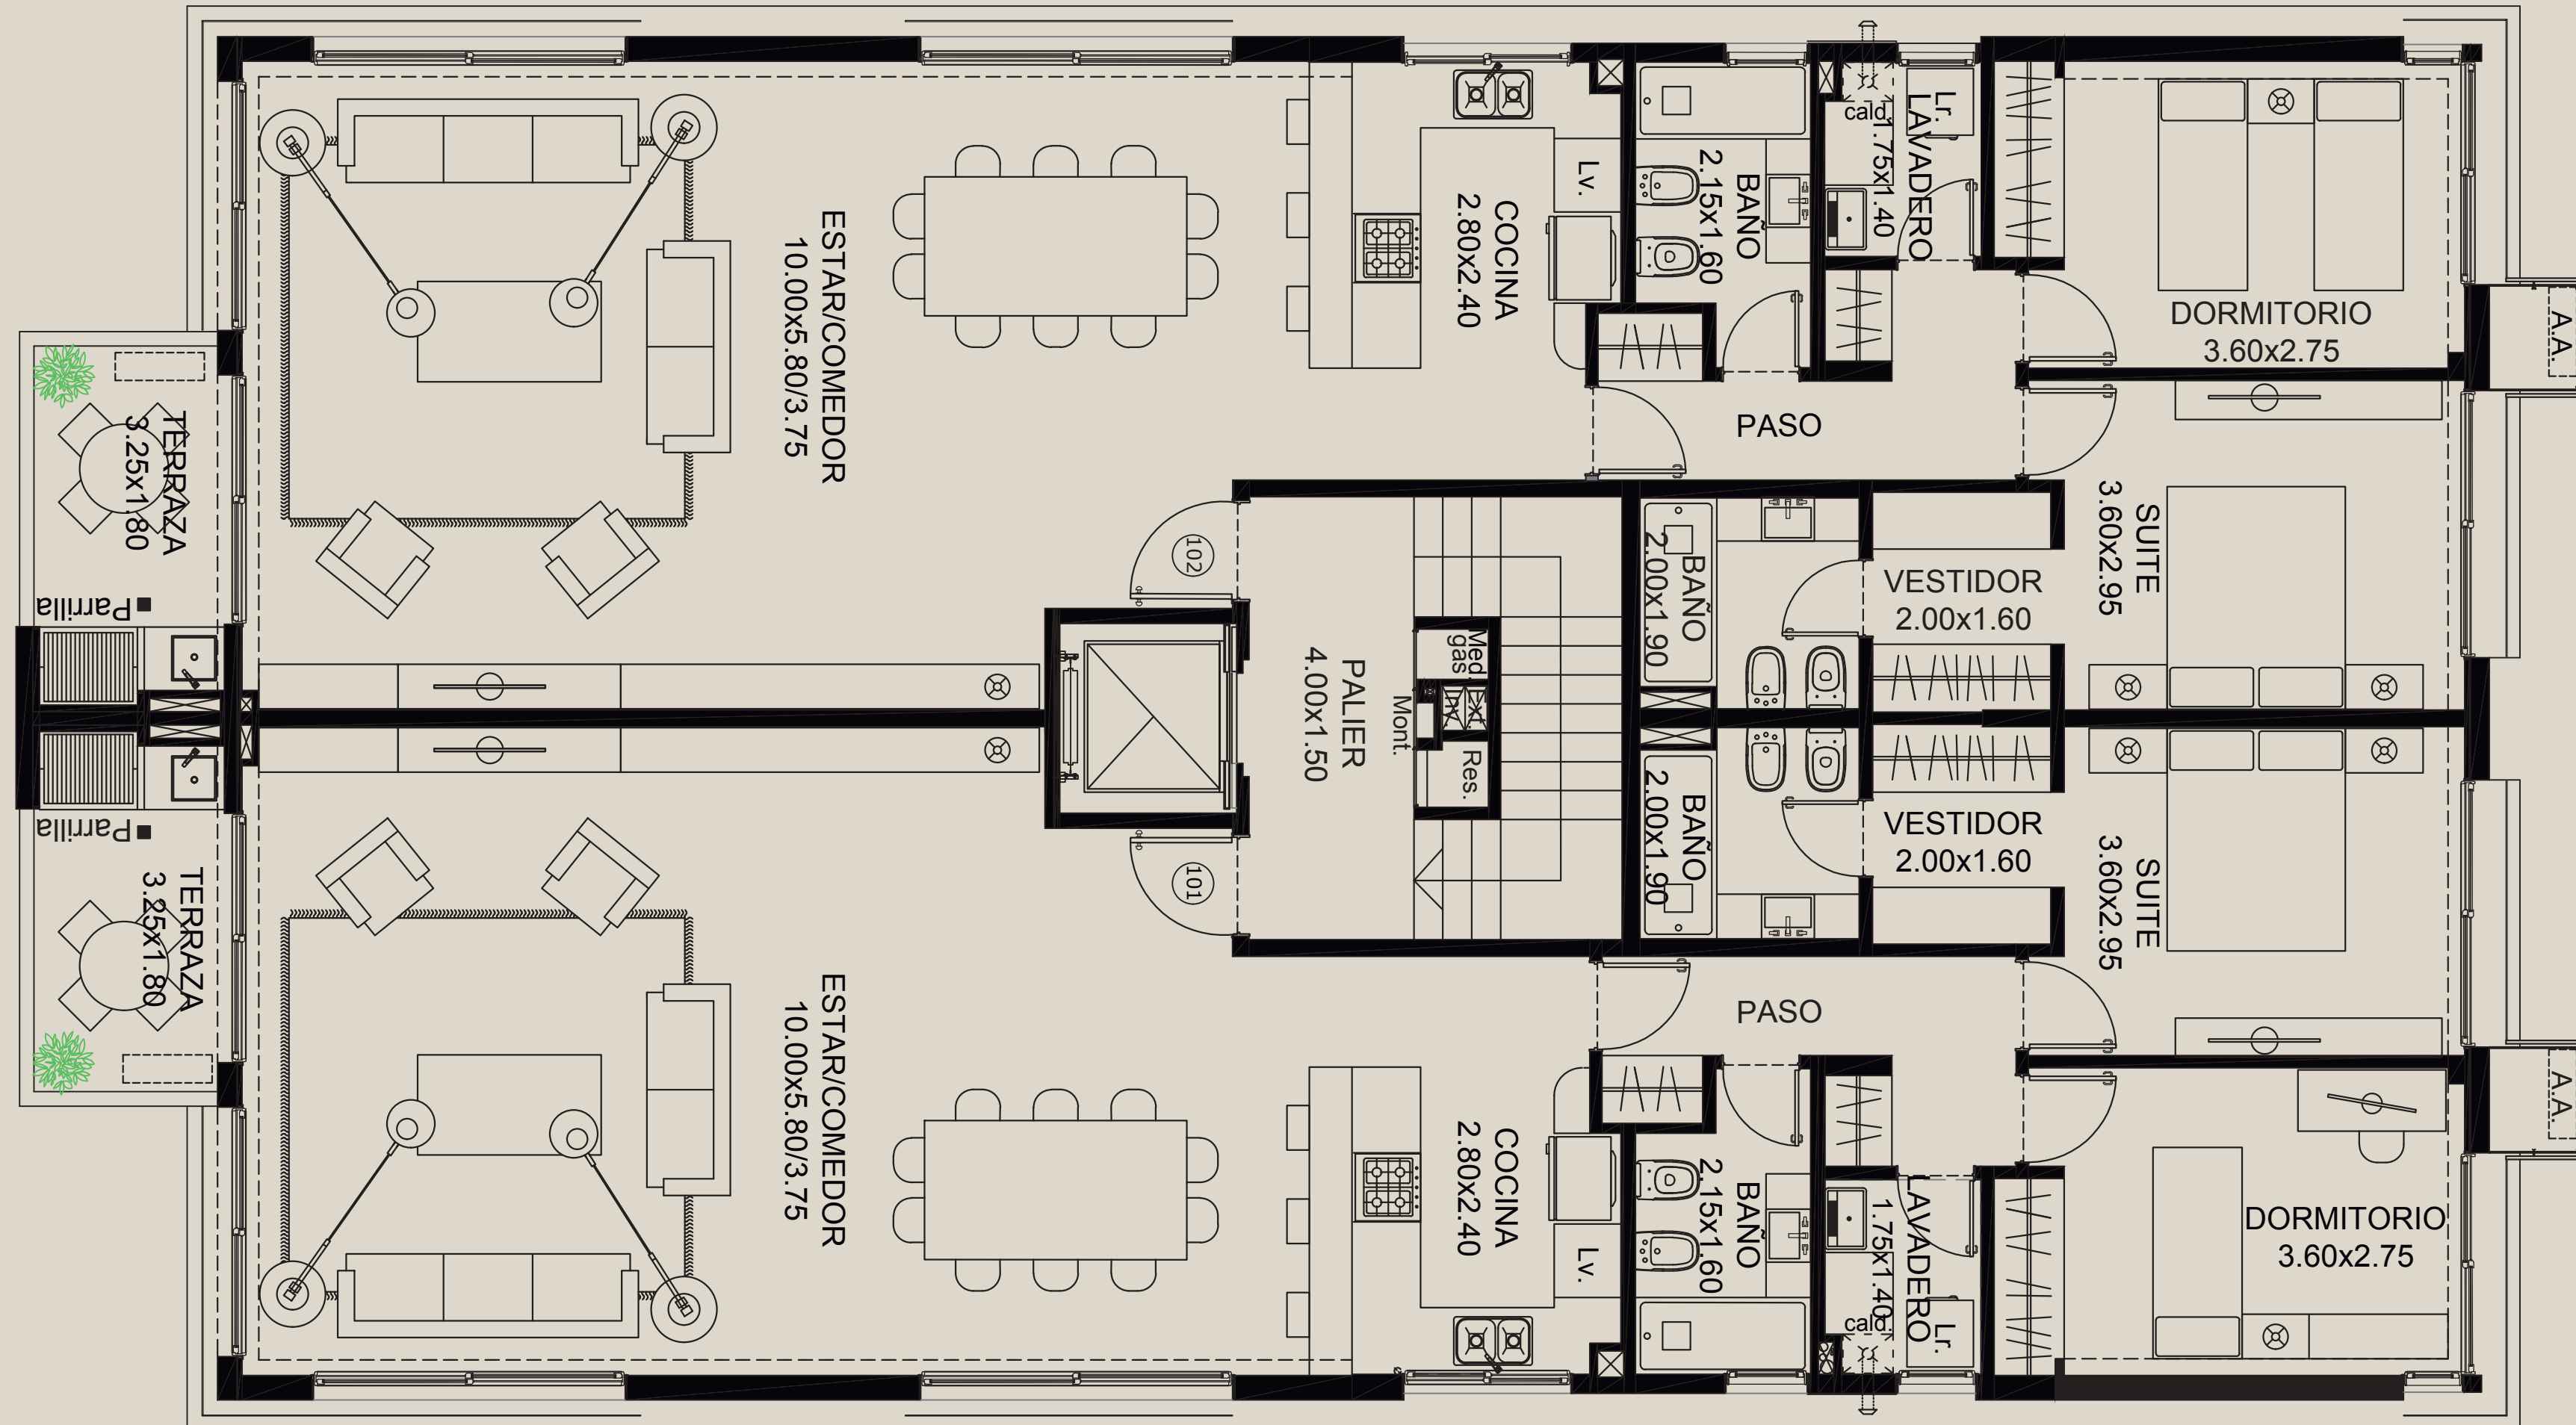 cald.
LAVADERO
1.75x1.40
Lr.
BAÑO
2.15x1.60
Lv.
COCINA
2.80x2.40
ESTAR/COMEDOR
10.00x5.80/3.75
DORMITORIO
3.60x2.75
A.A.
TERRAZA
3.25x1.80
PASO
SUITE
3.60x2.95
102
BAÑO
2.00x1.90
VESTIDOR
2.00x1.60
Parrilla
PALIER
4.00x1.50
Med.
gas
Ext.
Iny.
Mont.
Res.
Parrilla
BAÑO
2.00x1.90
VESTIDOR
2.00x1.60
101
TERRAZA
3.25x1.80
SUITE
3.60x2.95
PASO
ESTAR/COMEDOR
10.00x5.80/3.75
COCINA
2.80x2.40
Lv.
BAÑO
2.15x1.60
LAVADERO
1.75x1.40
cald.
Lr.
DORMITORIO
3.60x2.75
A.A.